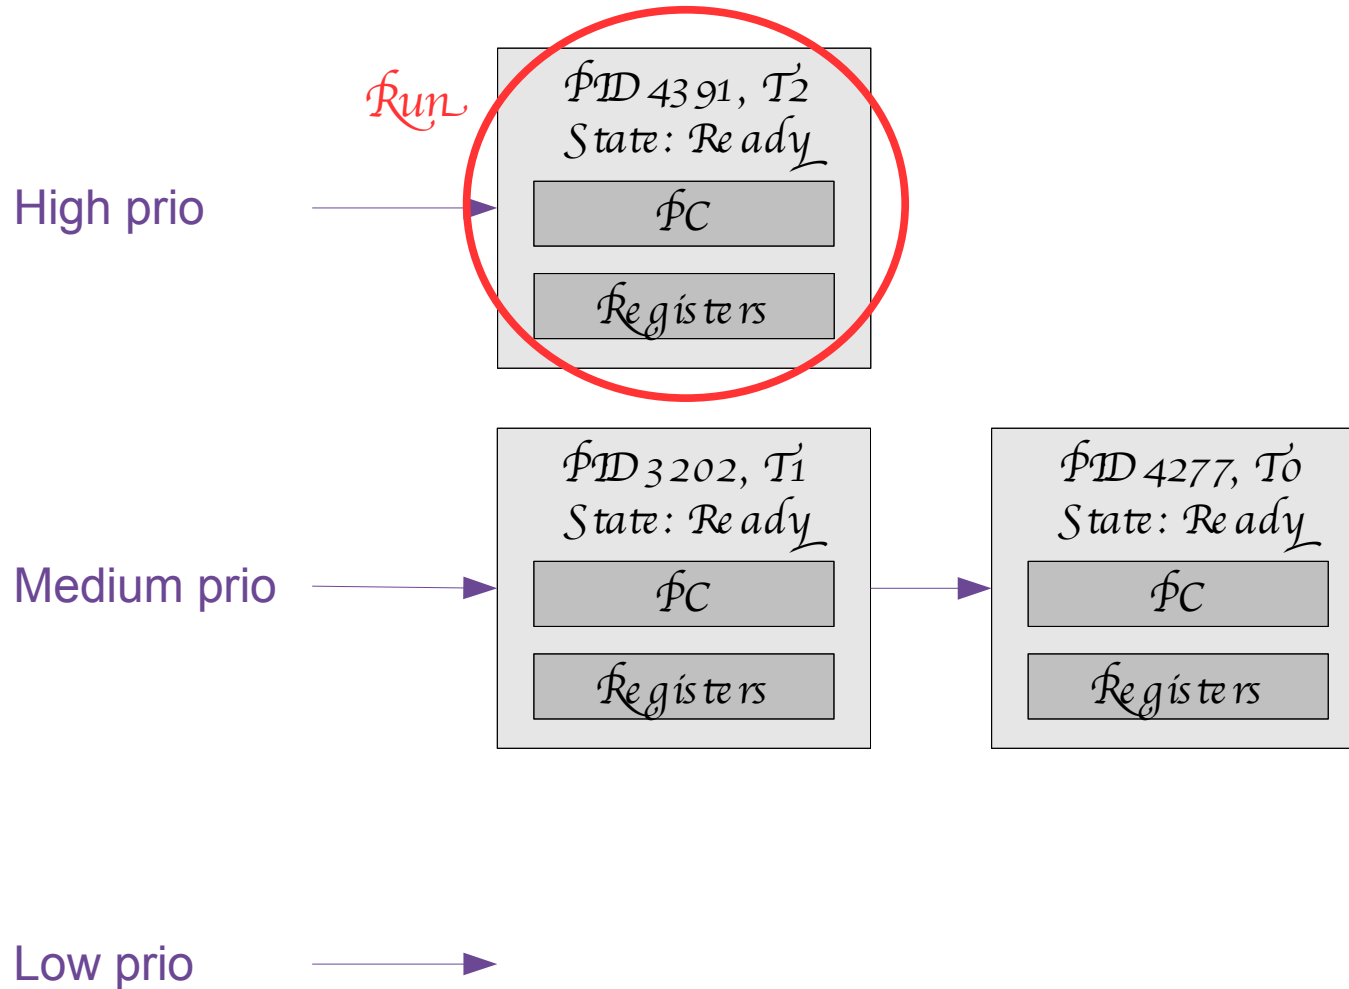 Run
PID 4391, T2
State: Ready
High prio
PC
Registers
PID 3202, T1
State: Ready
PID 4277, T0
State: Ready
Medium prio
PC
PC
Registers
Registers
Low prio